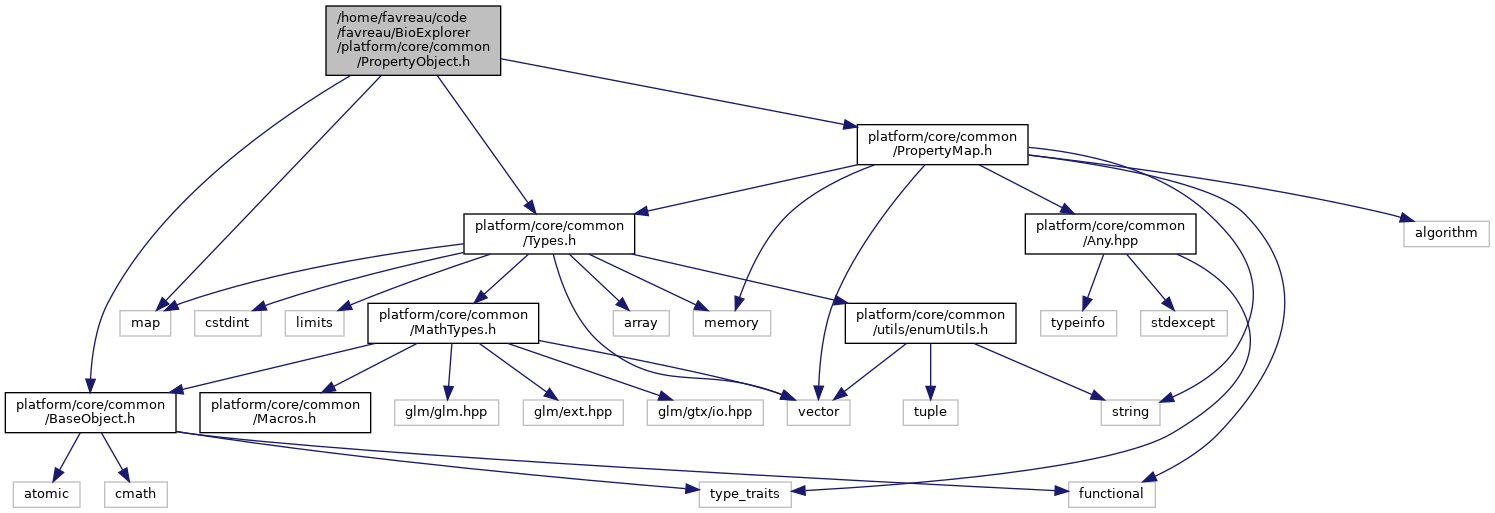 /home/favreau/code
/favreau/BioExplorer
/platform/core/common
/PropertyObject.h
platform/core/common
/PropertyMap.h
platform/core/common
/Types.h
platform/core/common
/Any.hpp
algorithm
map
cstdint
limits
platform/core/common
/MathTypes.h
array
memory
platform/core/common
/utils/enumUtils.h
typeinfo
stdexcept
platform/core/common
/BaseObject.h
platform/core/common
/Macros.h
glm/glm.hpp
glm/ext.hpp
glm/gtx/io.hpp
vector
tuple
string
atomic
cmath
type_traits
functional